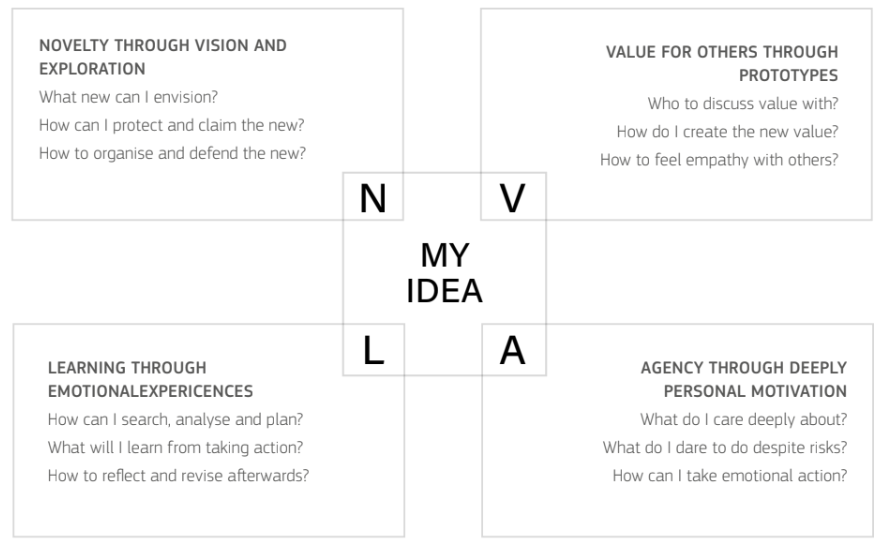 NOVELTY THROUGH VISION AND
EXPLORATION
What new can I envision?
How can I protect and claim the new?
How to organise and defend the new?
VALUE FOR OTHERS THROUGH
PROTOTYPES
Who to discuss value with?
How do I create the new value?
How to feel empathy with others?
N
V
MY
IDEA
L
A
LEARNING THROUGH
EMOTIONALEXPERICENCES
How can I search, analyse and plan?
What will I learn from taking action?
How to reflect and revise afterwards?
AGENCY THROUGH DEEPLY
PERSONAL MOTIVATION
What do I care deeply about?
What do I dare to do despite risks?
How can I take emotional action?